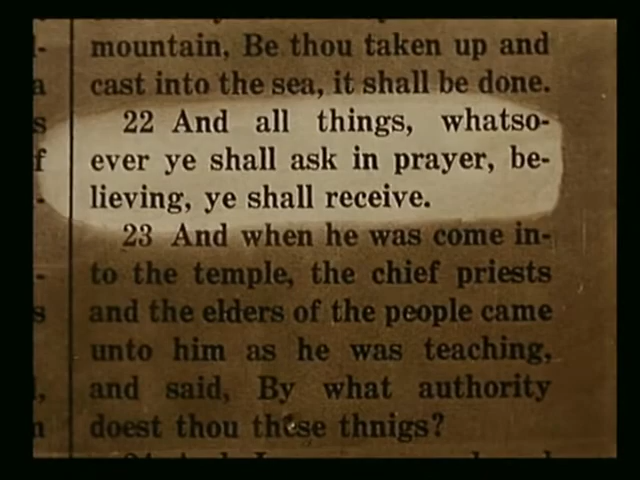 mountain, Be thou taken up and
cast into the sea, it shall be done.
22 And all things, whatso-
ever ye shall ask in prayer, be-
lieving, ye shall receive.
23 And when he was come in-
to the temple, the chief priests
and the elders of the people came
unto him as he was teaching,
and said, By what authority
doest thou these thnigs?